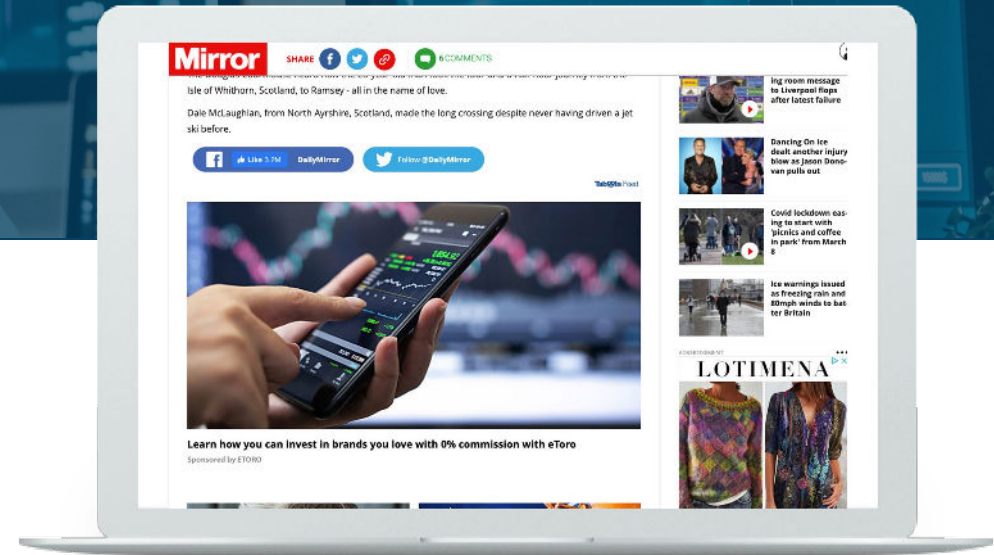 Mirror
SHARE
6 COMMENTS
Isle of Whithorn, Scotland, to Ramsey - all in the name of love.
Dale McLaughlan, from North Ayrshire, Scotland, made the long crossing despite never having driven a jet
ski before.
Like 3.2M DailyMirror
Follow @DailyMirror
Feed
Learn how you can invest in brands you love with 0% commission with eToro
Sponsored by ETORO
ing room message
to Liverpool flops
after latest failure
Dancing On Ice
dealt another injury
blow as Jason Dono-
van pulls out
Covid lockdown eas-
ing to start with
'picnics and coffee
in park' from March
8
Ice warnings issued
as freezing rain and
80mph winds to bat-
ter Britain
ADVERTISEMENT
LOTIMENA